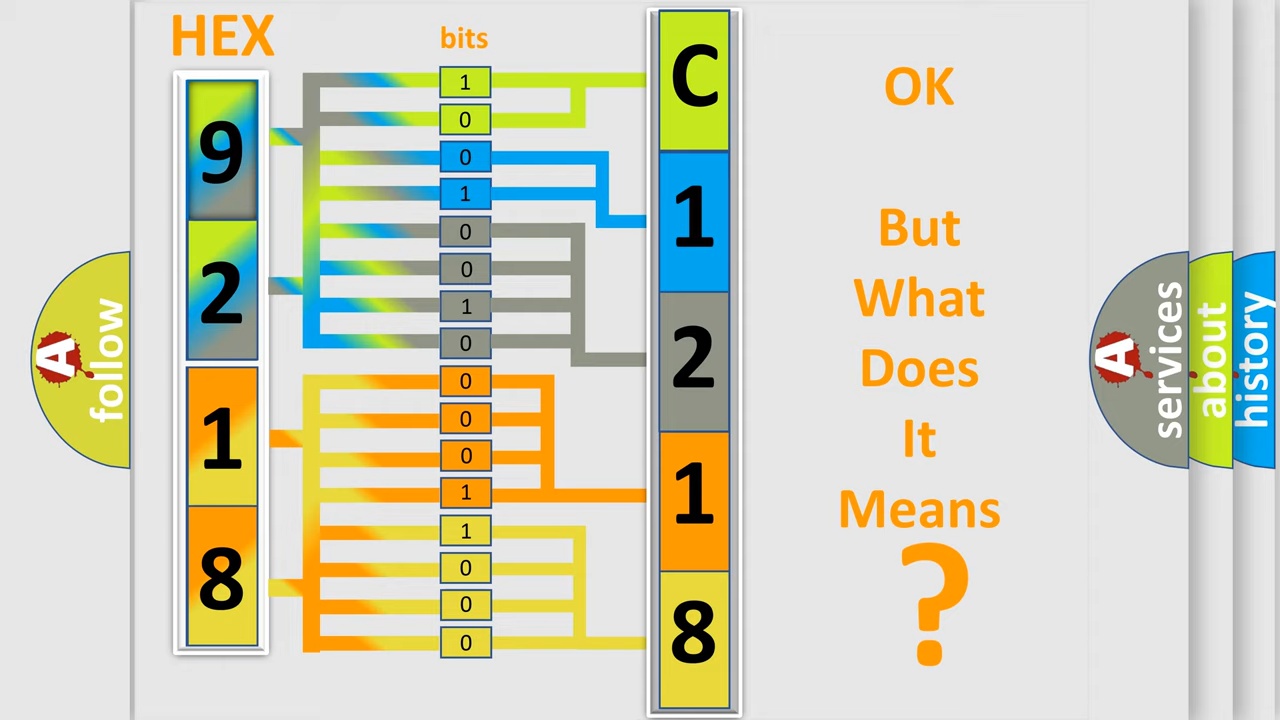 HEX
bits
9
2
1
8
1
0
0
1
0
0
1
0
0
0
0
1
1
0
0
0
C
1
2
1
8
OK
But
What
Does
It
Means
?
A
follow
A
services
about
history